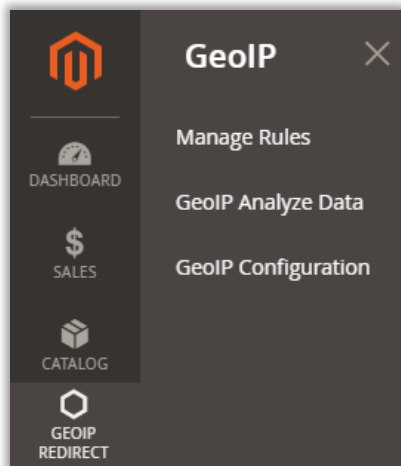 GeoIP
Manage Rules
GeoIP Analyze Data
GeoIP Configuration
DASHBOARD
$
SALES
CATALOG
GEOIP
REDIRECT